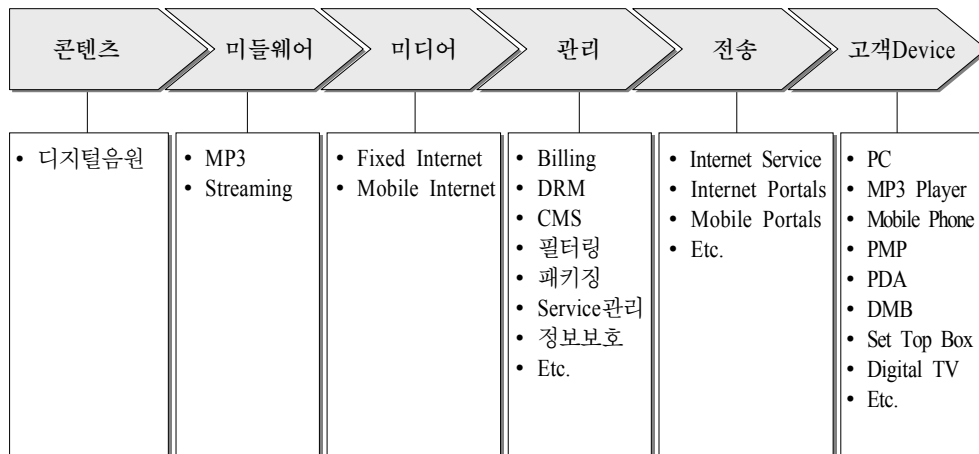 콘텐츠
미들웨어
미디어
관리
전송
고객Device
• 디지털음원
• MP3
• Streaming
• Fixed Internet
• Mobile Internet
• Billing
• DRM
• CMS
• 필터링
• 패키징
• Service관리
• 정보보호
• Etc.
• Internet Service
• Internet Portals
• Mobile Portals
• Etc.
• PC
• MP3 Player
• Mobile Phone
• PMP
• PDA
• DMB
• Set Top Box
• Digital TV
• Etc.